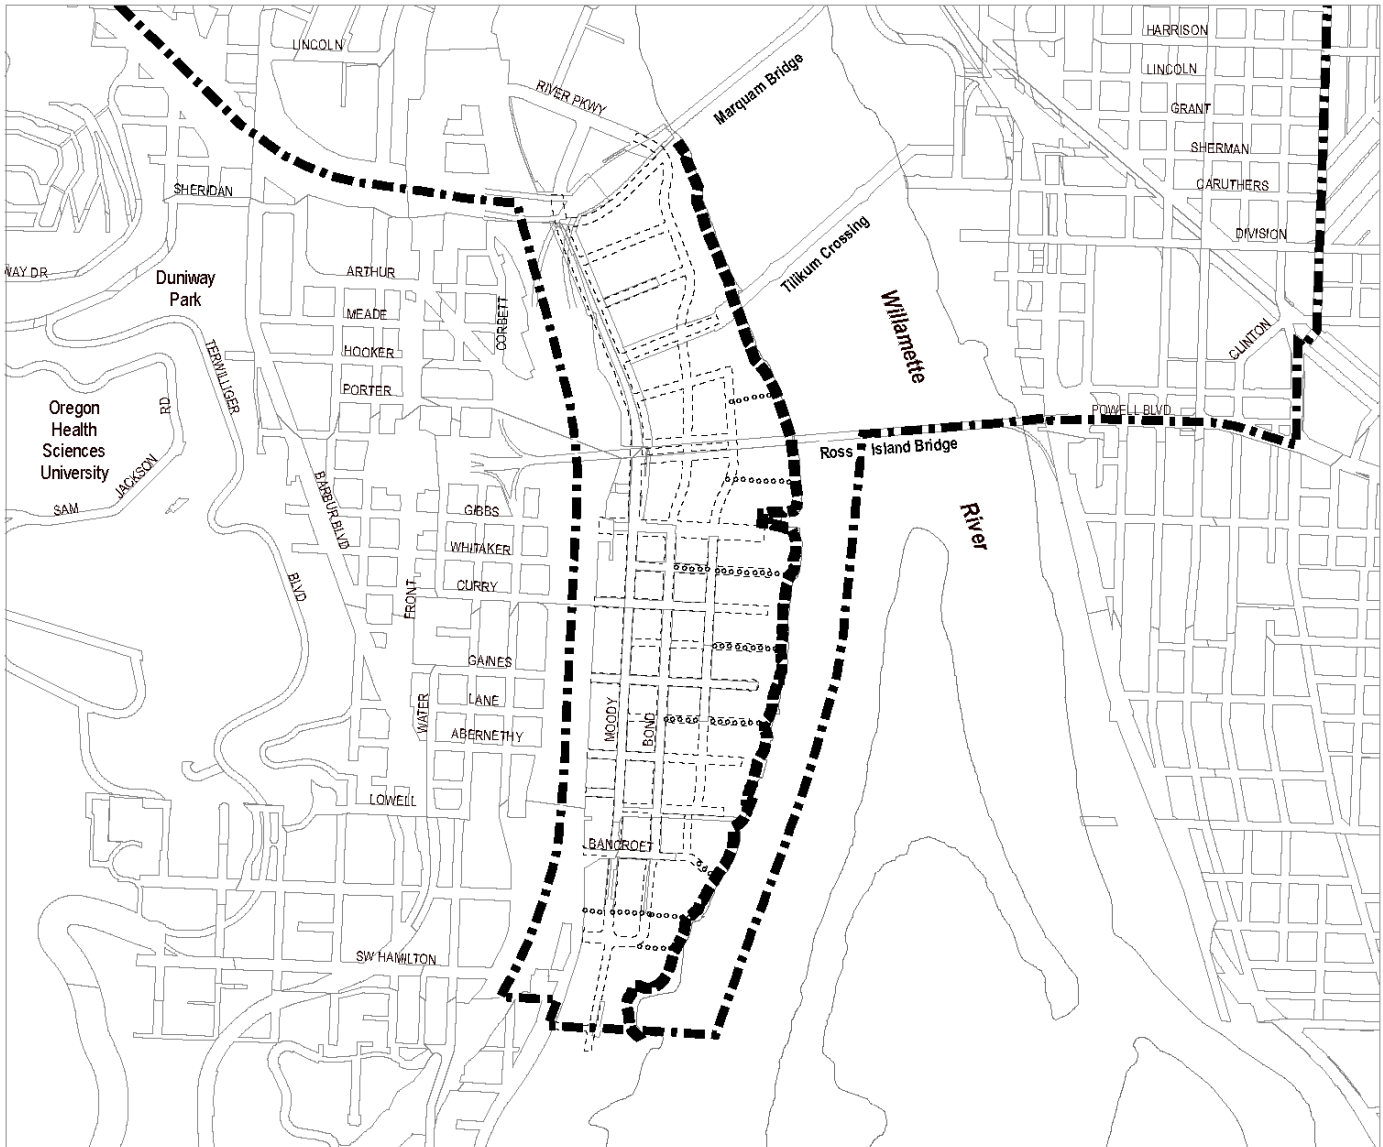 HARRISON
LINCOLN
LINCOLN
Marquam Bridge
RIVER PKWY
GRANT
SHERMAN
SHERIDAN
CARUTHERS
DIVISION
WAY DR
Duniway
Park
ARTHUR
Tilikum Crossing
MEADE
CORBETT
Willamette
CLINTON
HOOKER
TERWILLIGER
PORTER
Oregon
Health
Sciences
University
RD
POWELL BLVD
Ross Island Bridge
JACKSON
SAM
BARBUR BLVD
GIBBS
River
WHITAKER
BLVD
FRONT
CURRY
GAINES
LANE
WATER
MOODY
BOND
ABERNETHY
LOWELL
BANCROFT
SW HAMILTON